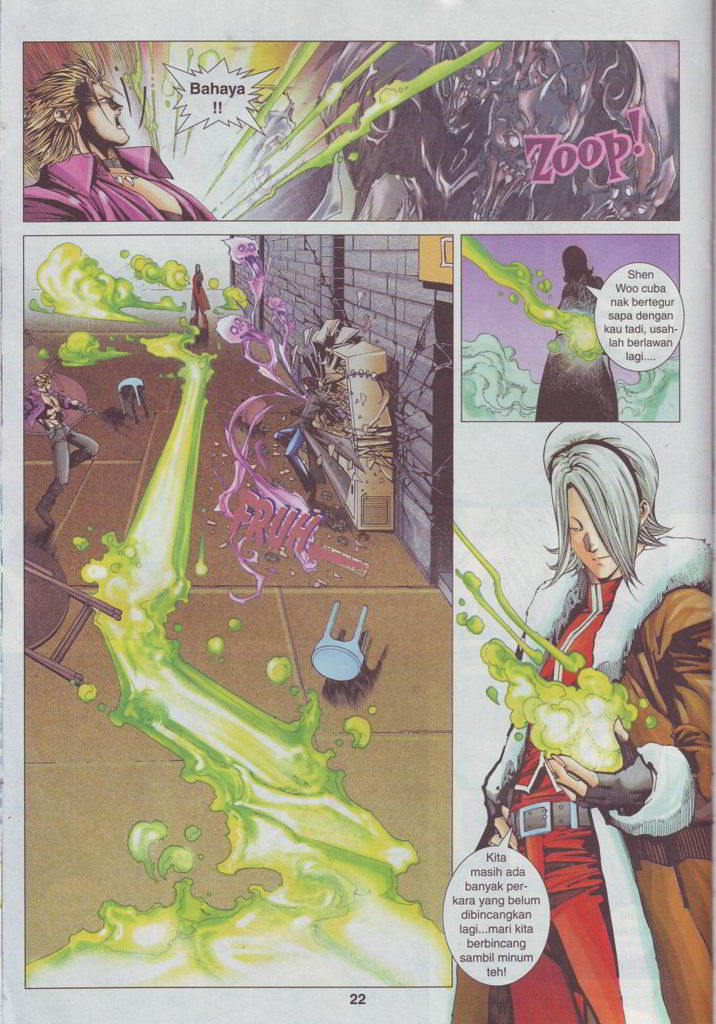 Bahaya
!!
Zoop!
Shen
Woo cuba
nak bertegur
sapa dengan
kau tadi, usah-
lah berlawan
lagi....
FRUH
Kita
masih ada
banyak per-
kara yang belum
dibincangkan
lagi...mari kita
berbincang
sambil minum
teh!
22